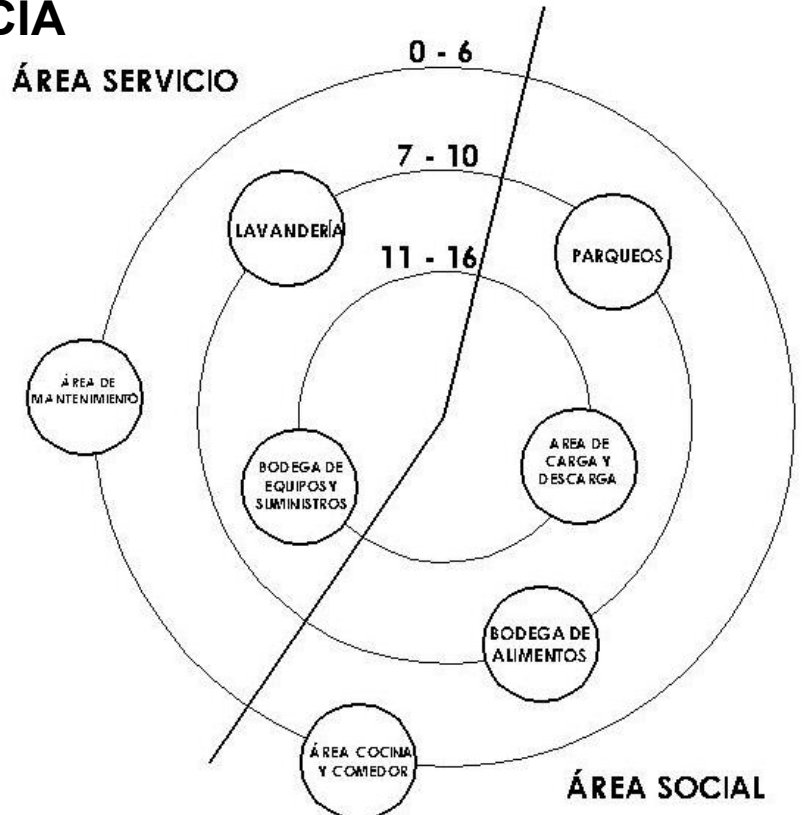 CIA
ÁREA SERVICIO
0 - 6
7 - 10
11 - 16
LAVANDERÍA
PARQUEOS
ÁREA DE
MANTENIMIENTO
BODEGA DE
EQUIPOS Y
SUMINISTROS
AREA DE
CARGA Y
DESCARGA
BODEGA DE
ALIMENTOS
ÁREA COCINA
Y COMEDOR
ÁREA SOCIAL